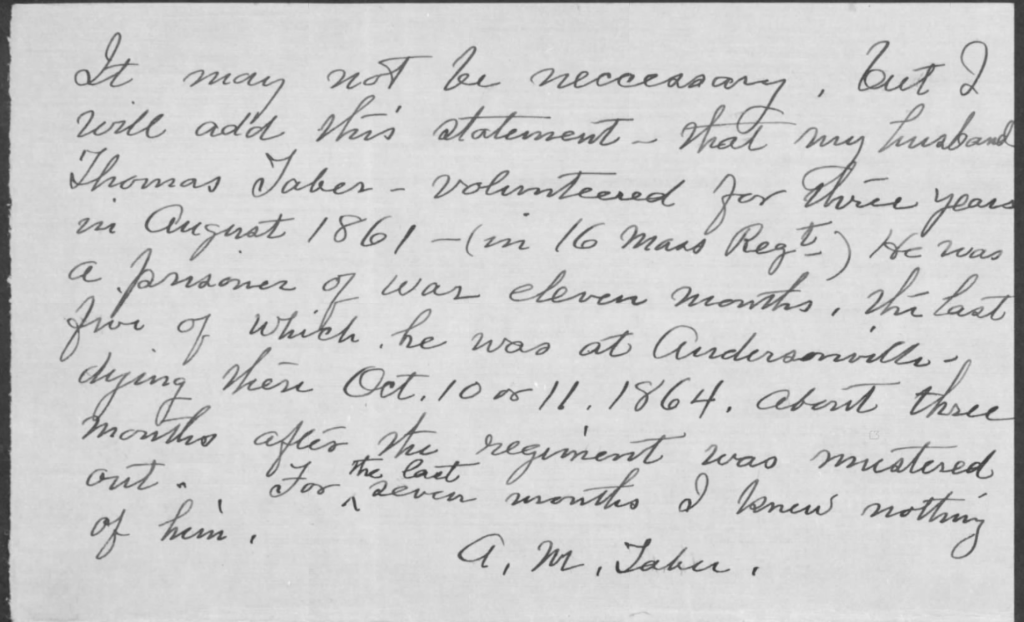 It may not be neccessary, but I
will add this statement - that my husband
Thomas Taber - volunteered for three years
in August 1861 - (in 16 Mass Regt) He was
a prisoner of war eleven months, the last
five of which he was at Andersonville -
dying there Oct. 10 or 11. 1864. about three
months after the regiment was mustered
out. For the last seven months I knew nothing
of him.
A. M. Taber.